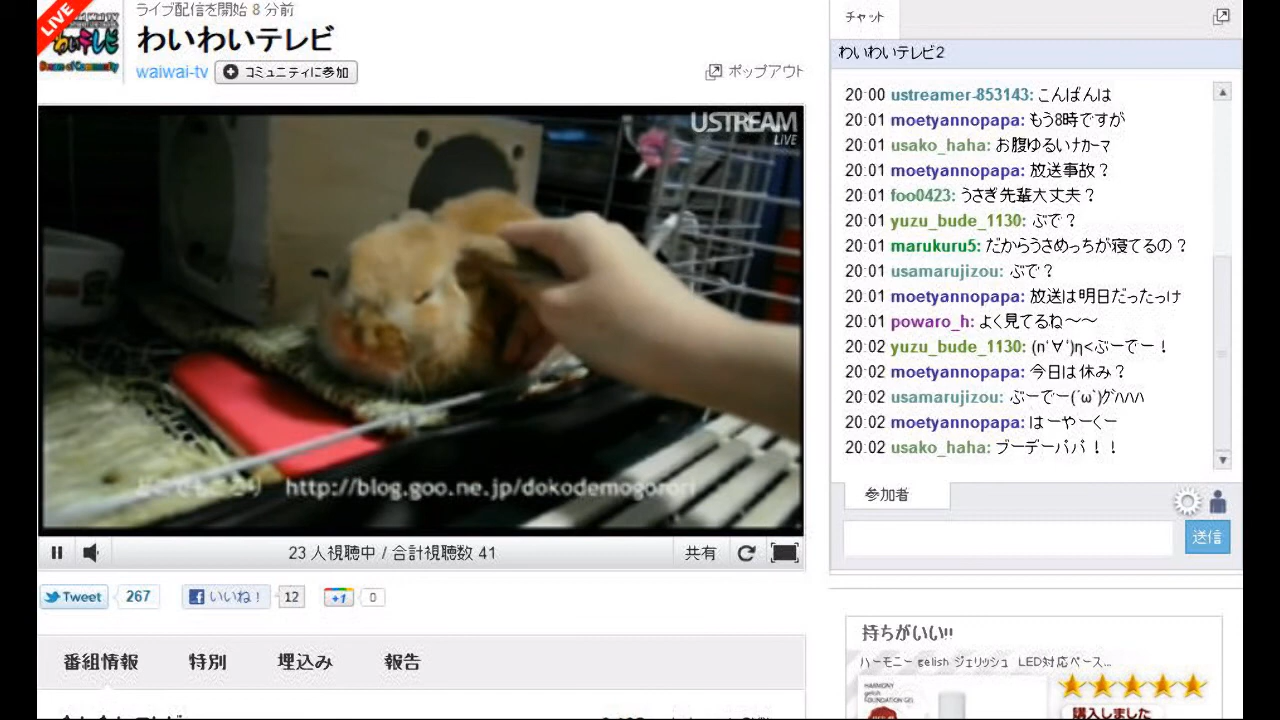 ライブ配信を開始 8 分前
LIVE
わいわいテレビ
waiwai-tv
コミュニティに参加
ポップアウト
USTREAM
LIVE
http://blog.goo.ne.jp/dokodemogorori
23 人視聴中 / 合計視聴数 41
共有
Tweet 267
いいね！ 12
+1 0
番組情報 特別 埋込み 報告
チャット
わいわいテレビ2
20:00 ustreamer-853143: こんばんは
20:01 moetyannopapa: もう8時ですが
20:01 usako_haha: お腹ゆるいナカーマ
20:01 moetyannopapa: 放送事故？
20:01 foo0423: うさぎ先輩大丈夫？
20:01 yuzu_bude_1130: ぶで？
20:01 marukuru5: だからうさめっちが寝てるの？
20:01 usamarujizou: ぶで？
20:01 moetyannopapa: 放送は明日だったっけ
20:01 powaro_h: よく見てるね～～
20:02 yuzu_bude_1130: (n'∀')η<ぶーでー！
20:02 moetyannopapa: 今日は休み？
20:02 usamarujizou: ぶーでー(´ω`)グハハハ
20:02 moetyannopapa: はーやーくー
20:02 usako_haha: ブーデーパパ！！
参加者
送信
持ちがいい!!
ハーモニー gelish ジェリッシュ LED対応ベース...
HARMONY
gelish
FOUNDATION GEL
購入しました